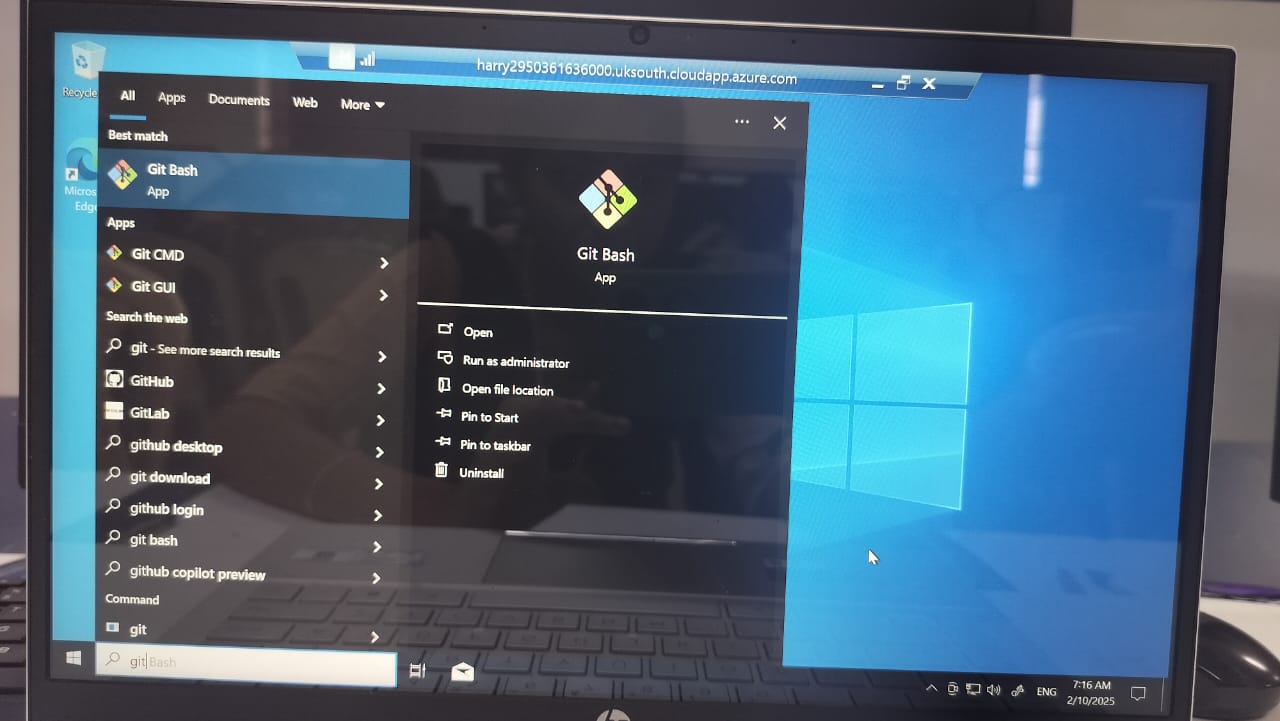 harry2950361636000.uksouth.cloudapp.azure.com
Recycle
All Apps Documents Web More
Best match
Git Bash
App
Micros
Edge
Apps
Git CMD
Git GUI
Search the web
git - See more search results
GitHub
GitLab
github desktop
git download
github login
git bash
github copilot preview
Command
git
git Bash
Git Bash
App
Open
Run as administrator
Open file location
Pin to Start
Pin to taskbar
Uninstall
ENG
7:16 AM
2/10/2025
hp